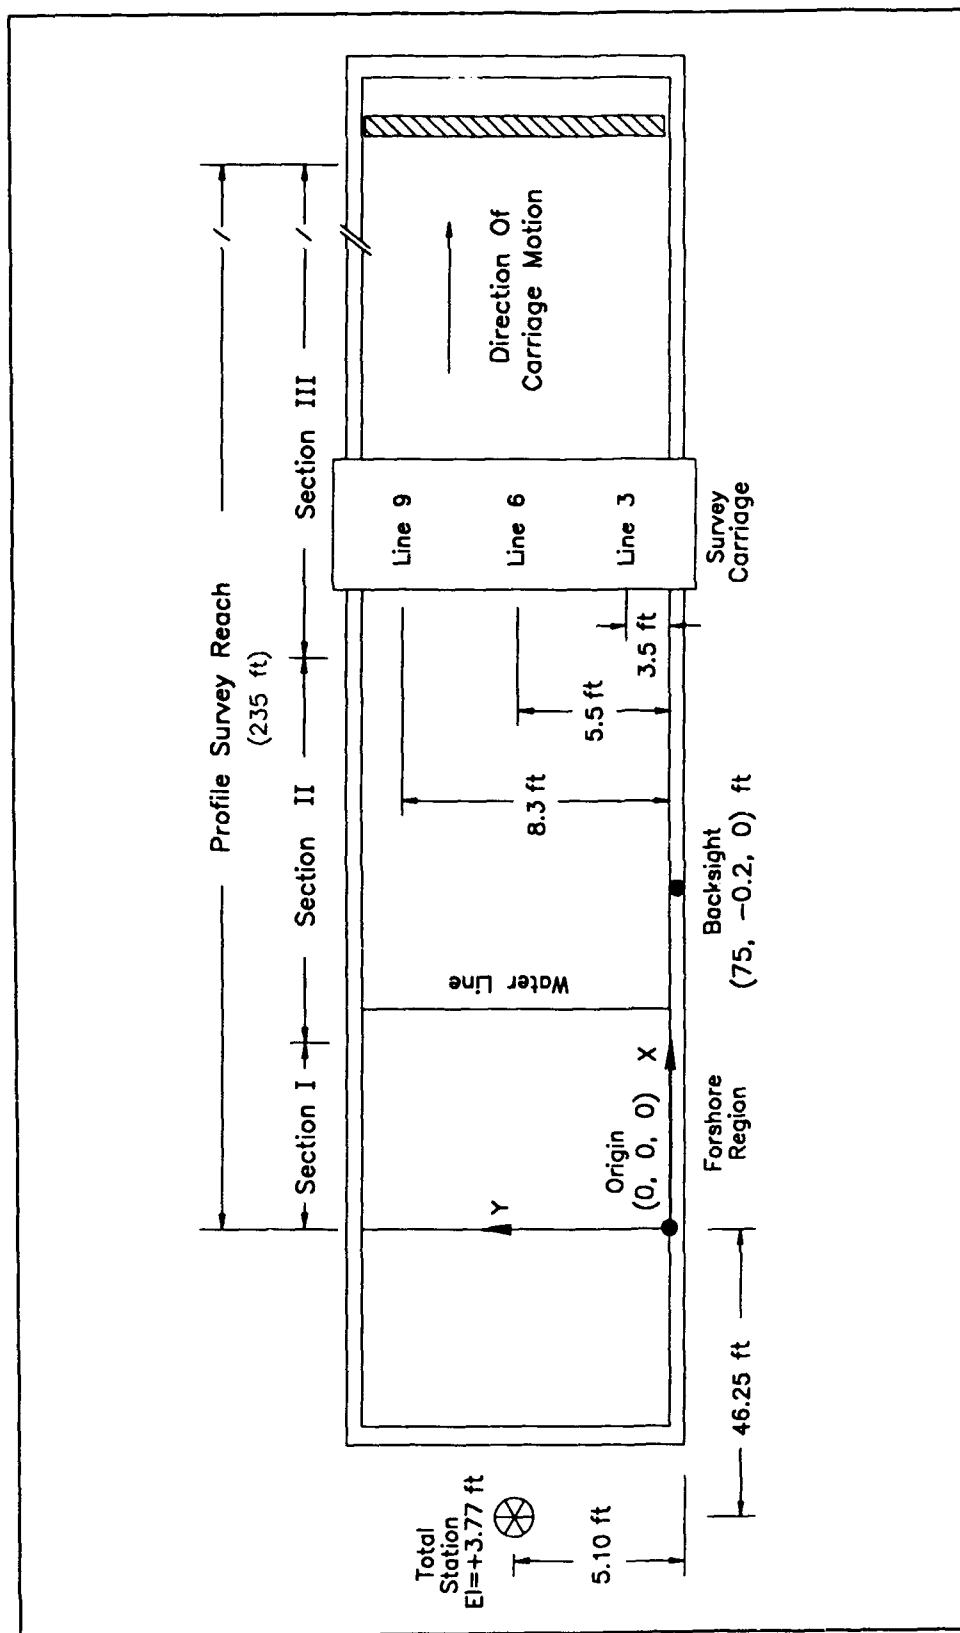 Profile Survey Reach
(235 ft)
Section I
Section II
Section III
Direction Of
Carriage Motion
Line 9
Line 6
Line 3
Survey
Carriage
3.5 ft
5.5 ft
8.3 ft
Water Line
Backsight
(75, −0.2, 0) ft
Y
X
Origin
(0, 0, 0)
Forshore
Region
Total
Station
El=+3.77 ft
5.10 ft
46.25 ft